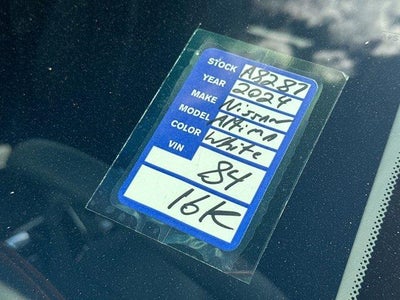 STOCK A8287
YEAR 2024
MAKE Nissan
MODEL Altima
COLOR White
VIN
84
16K